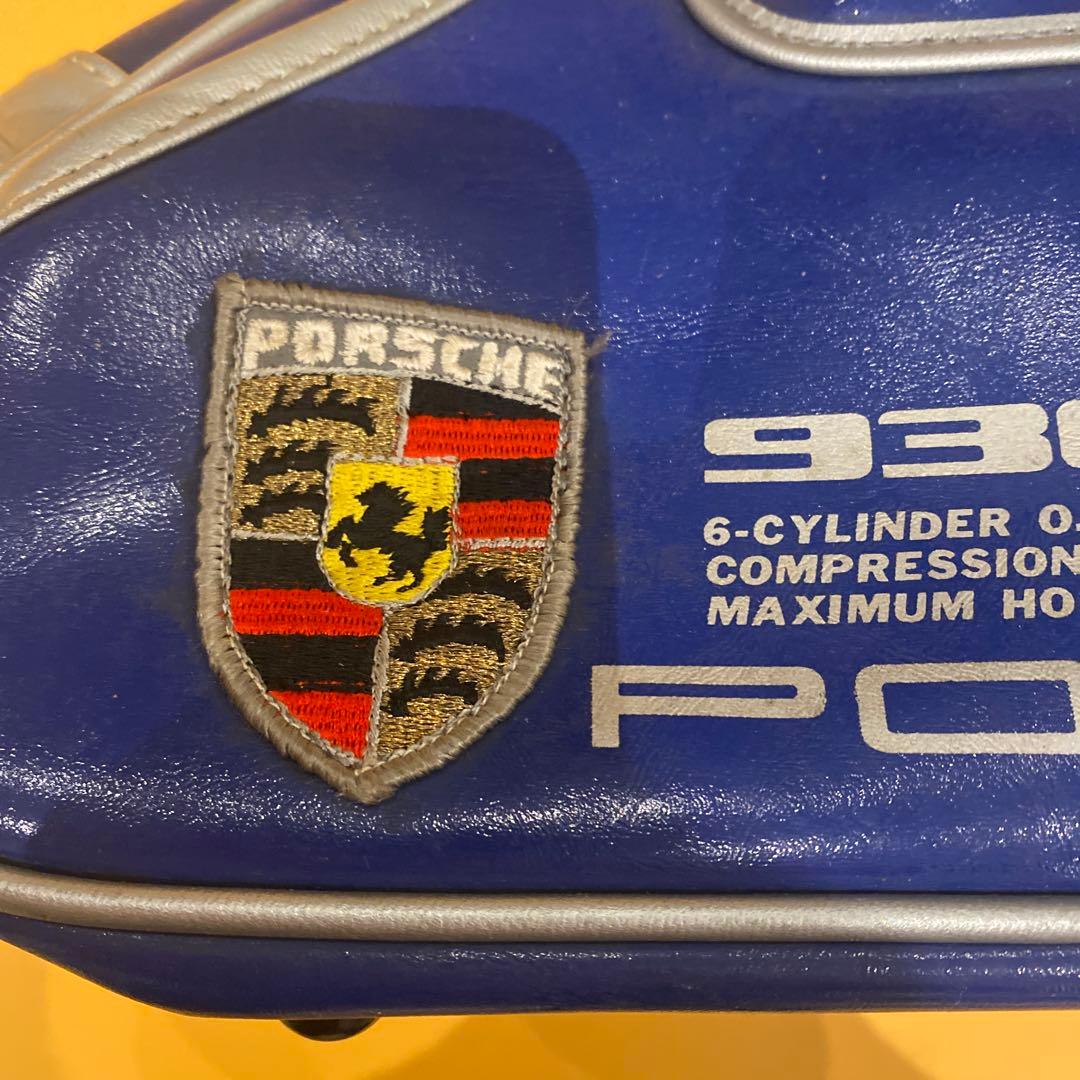 PORSCHE
93
6-CYLINDER O.
COMPRESSION
MAXIMUM HO
PO